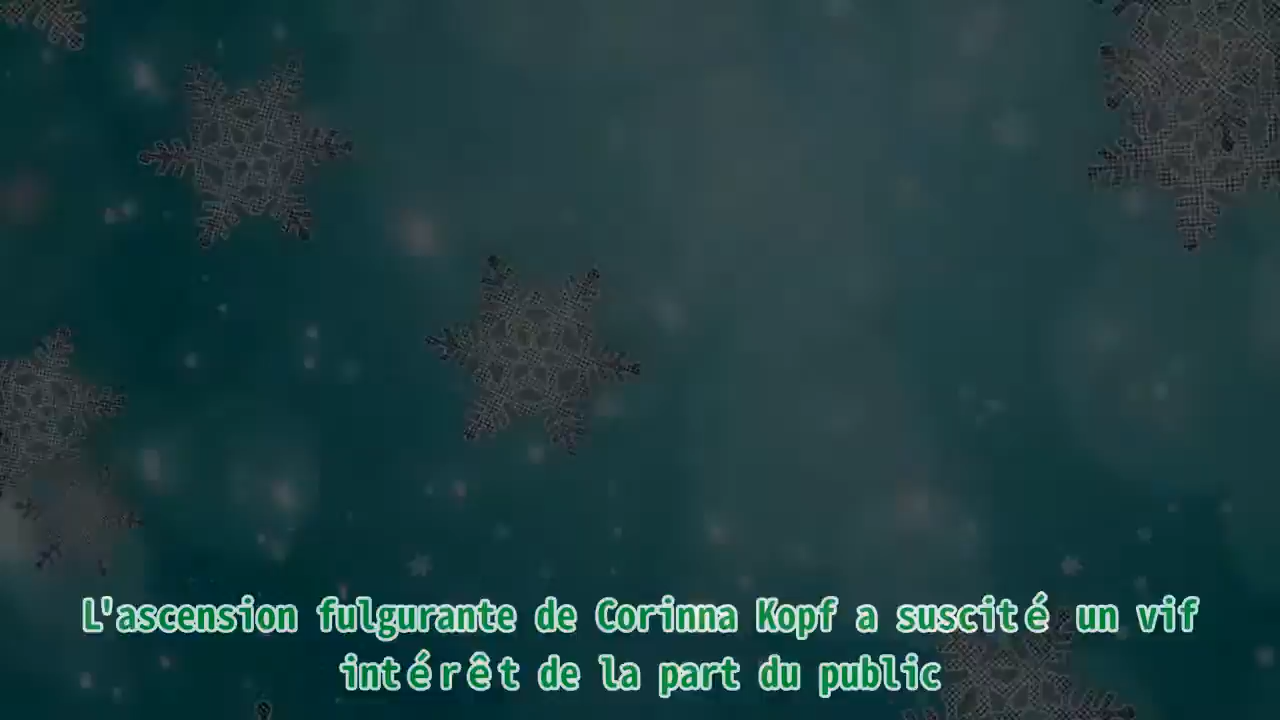 L'ascension fulgurante de Corinna Kopf a suscité un vif
intérêt de la part du public